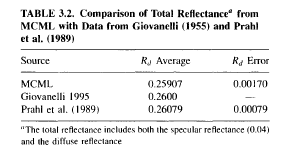 TABLE 3.2. Comparison of Total Reflectanceᵃ from
MCML with Data from Giovanelli (1955) and Prahl
et al. (1989)
Source R_d Average R_d Error
MCML 0.25907 0.00170
Giovanelli 1995 0.2600 —
Prahl et al. (1989) 0.26079 0.00079
ᵃThe total reflectance includes both the specular reflectance (0.04)
and the diffuse reflectance